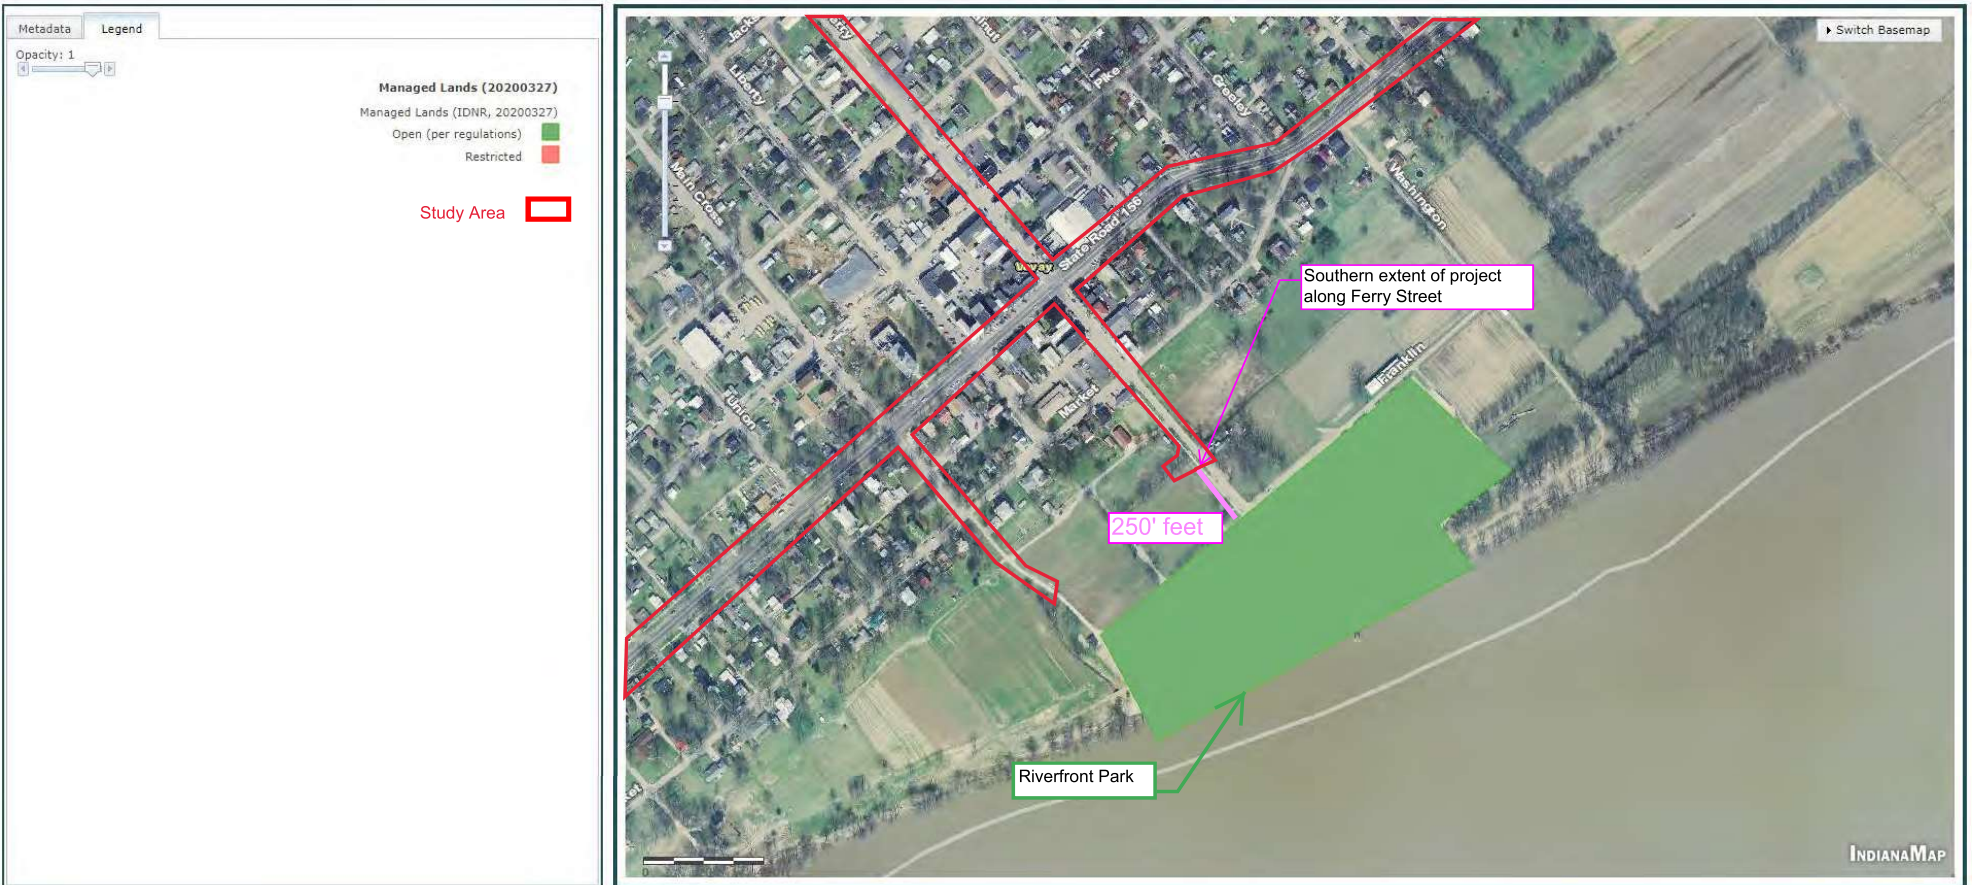 Metadata
Legend
Opacity: 1
Managed Lands (20200327)
Managed Lands (IDNR, 20200327)
Open (per regulations)
Restricted
Study Area
Switch Basemap
Liberty
Pike
Greeley
Main Cross
Washington
State Road 156
Vevay
Southern extent of project
along Ferry Street
Franklin
Union
Market
250' feet
Riverfront Park
INDIANAMAP